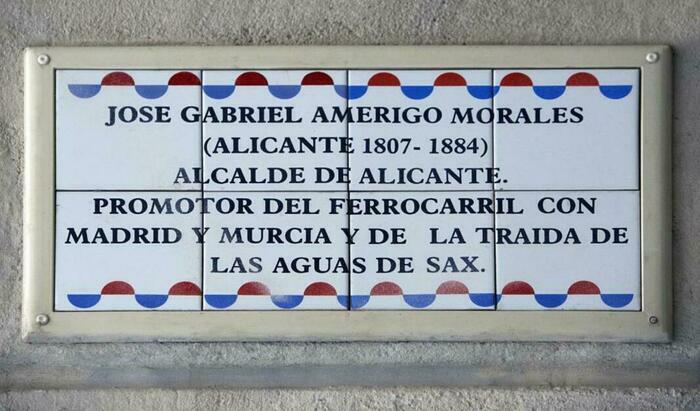 JOSE GABRIEL AMERIGO MORALES
(ALICANTE 1807- 1884)
ALCALDE DE ALICANTE.
PROMOTOR DEL FERROCARRIL CON
MADRID Y MURCIA Y DE LA TRAIDA DE
LAS AGUAS DE SAX.